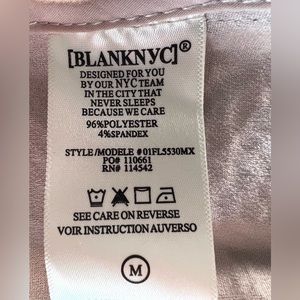 [BLANKNYC]®
DESIGNED FOR YOU
BY OUR NYC TEAM
IN THE CITY THAT
NEVER SLEEPS
BECAUSE WE CARE
96%POLYESTER
4%SPANDEX
STYLE/MODELE #01FL5530MX
PO# 110661
RN# 114542
SEE CARE ON REVERSE
VOIR INSTRUCTION AUVERSO
M